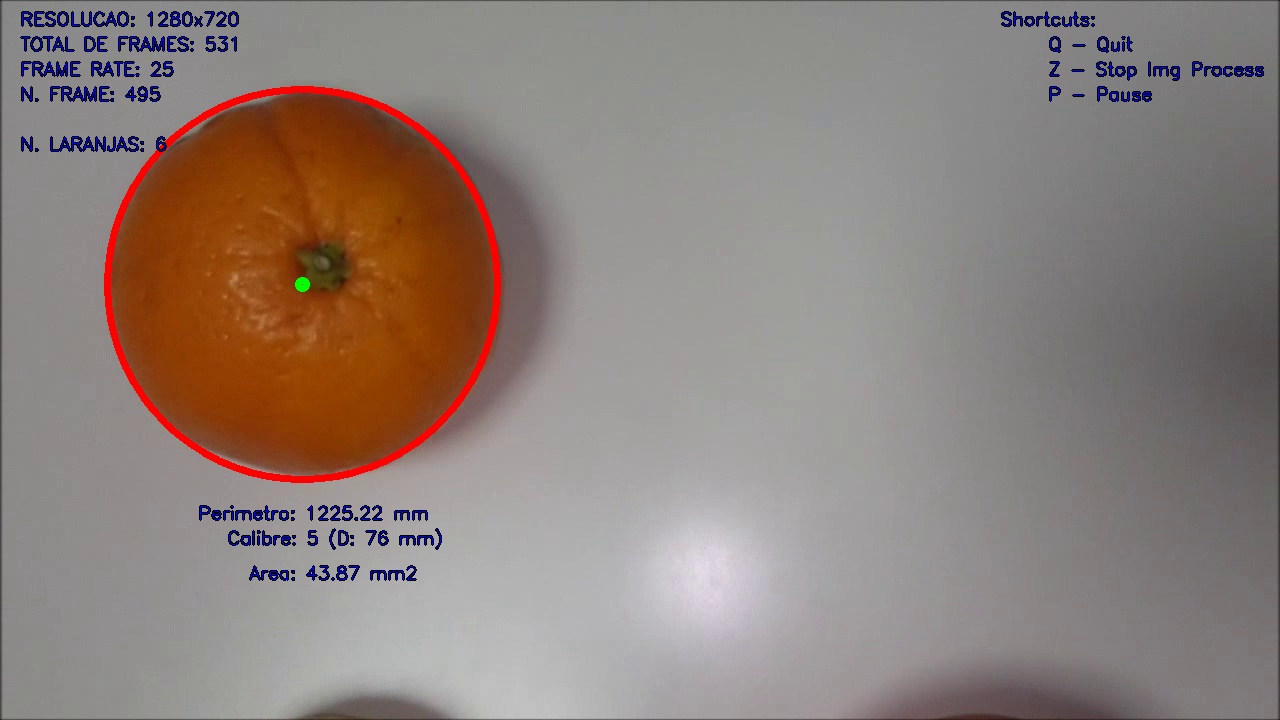 RESOLUCAO: 1280x720
TOTAL DE FRAMES: 531
FRAME RATE: 25
N. FRAME: 495
N. LARANJAS: 6
Shortcuts:
Q - Quit
Z - Stop Img Process
P - Pause
Perimetro: 1225.22 mm
Calibre: 5 (D: 76 mm)
Area: 43.87 mm2